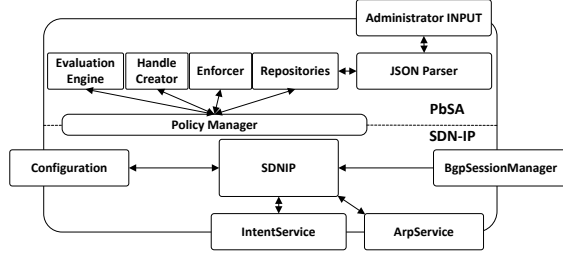 Administrator INPUT
Evaluation
Engine
Handle
Creator
Enforcer
Repositories
JSON Parser
PbSA
Policy Manager
SDN-IP
Configuration
SDNIP
BgpSessionManager
IntentService
ArpService